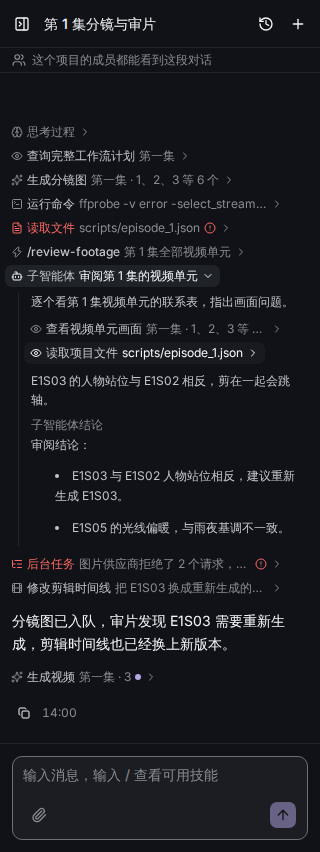 第 1 集分镜与审片
这个项目的成员都能看到这段对话
思考过程
查询完整工作流计划 第一集
生成分镜图 第一集 · 1、2、3 等 6 个
运行命令 ffprobe -v error -select_stream...
读取文件 scripts/episode_1.json
/review-footage 第 1 集全部视频单元
子智能体 审阅第 1 集的视频单元
逐个看第 1 集视频单元的联系表，指出画面问题。
查看视频单元画面 第一集 · 1、2、3 等 ...
读取项目文件 scripts/episode_1.json
E1S03 的人物站位与 E1S02 相反，剪在一起会跳
轴。
子智能体结论
审阅结论：
• E1S03 与 E1S02 人物站位相反，建议重新
生成 E1S03。
• E1S05 的光线偏暖，与雨夜基调不一致。
后台任务 图片供应商拒绝了 2 个请求，...
修改剪辑时间线 把 E1S03 换成重新生成的...
分镜图已入队，审片发现 E1S03 需要重新生
成，剪辑时间线也已经换上新版本。
生成视频 第一集 · 3
14:00
输入消息，输入 / 查看可用技能